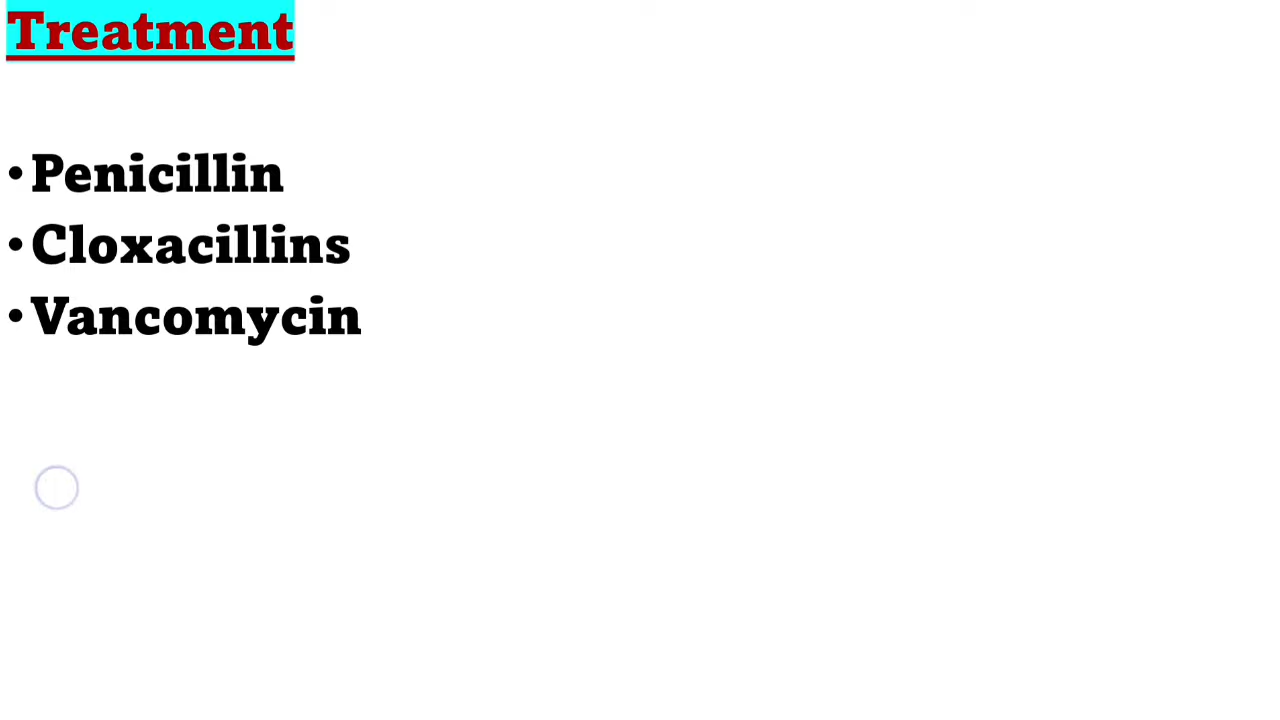 Treatment
• Penicillin
• Cloxacillins
• Vancomycin